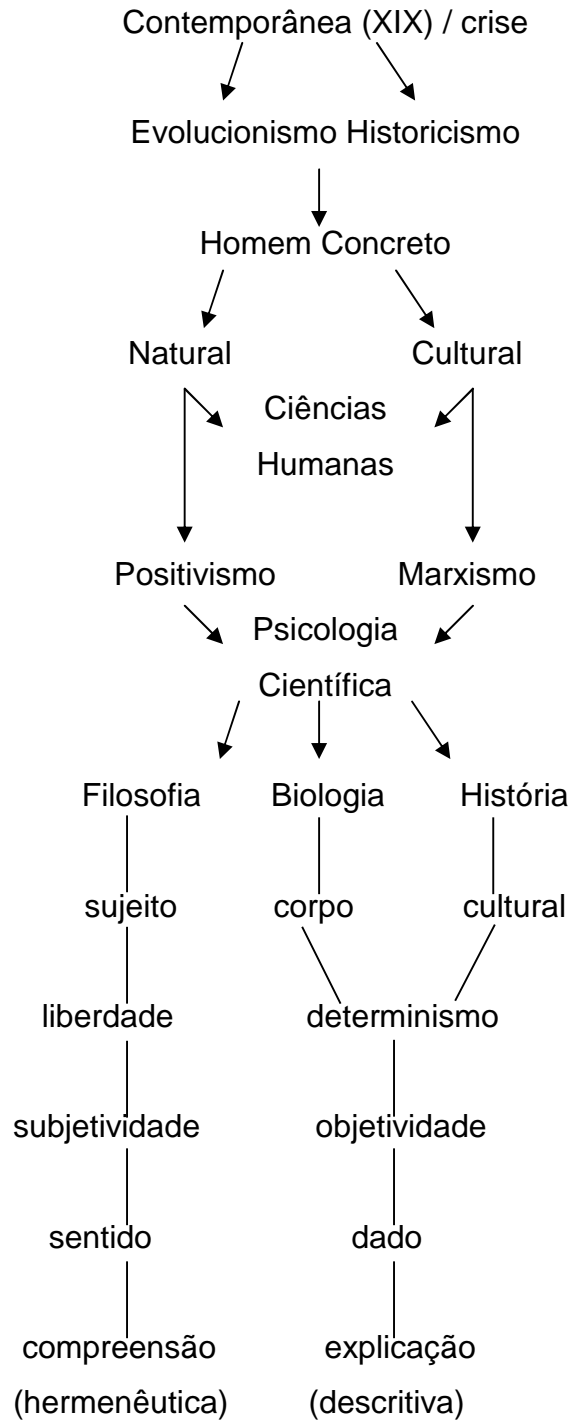 Contemporânea (XIX) / crise
Evolucionismo Historicismo
Homem Concreto
Natural Cultural
Ciências
Humanas
Positivismo Marxismo
Psicologia
Científica
Filosofia Biologia História
sujeito corpo cultural
liberdade determinismo
subjetividade objetividade
sentido dado
compreensão explicação
(hermenêutica) (descritiva)